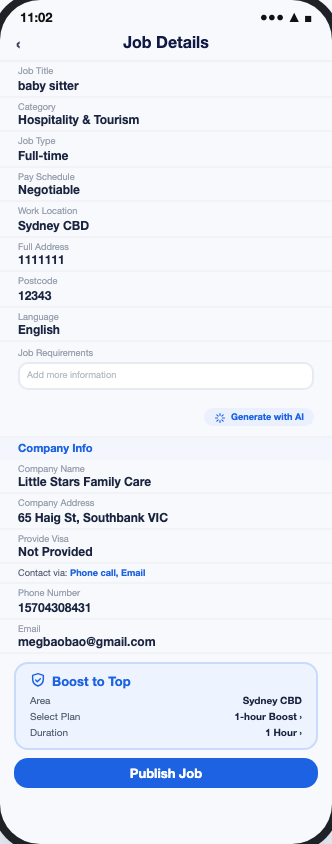 11:02
‹ Job Details
Job Title
baby sitter
Category
Hospitality & Tourism
Job Type
Full-time
Pay Schedule
Negotiable
Work Location
Sydney CBD
Full Address
1111111
Postcode
12343
Language
English
Job Requirements
Add more information
Generate with AI
Company Info
Company Name
Little Stars Family Care
Company Address
65 Haig St, Southbank VIC
Provide Visa
Not Provided
Contact via: Phone call, Email
Phone Number
15704308431
Email
megbaobao@gmail.com
Boost to Top
Area Sydney CBD
Select Plan 1-hour Boost ›
Duration 1 Hour ›
Publish Job